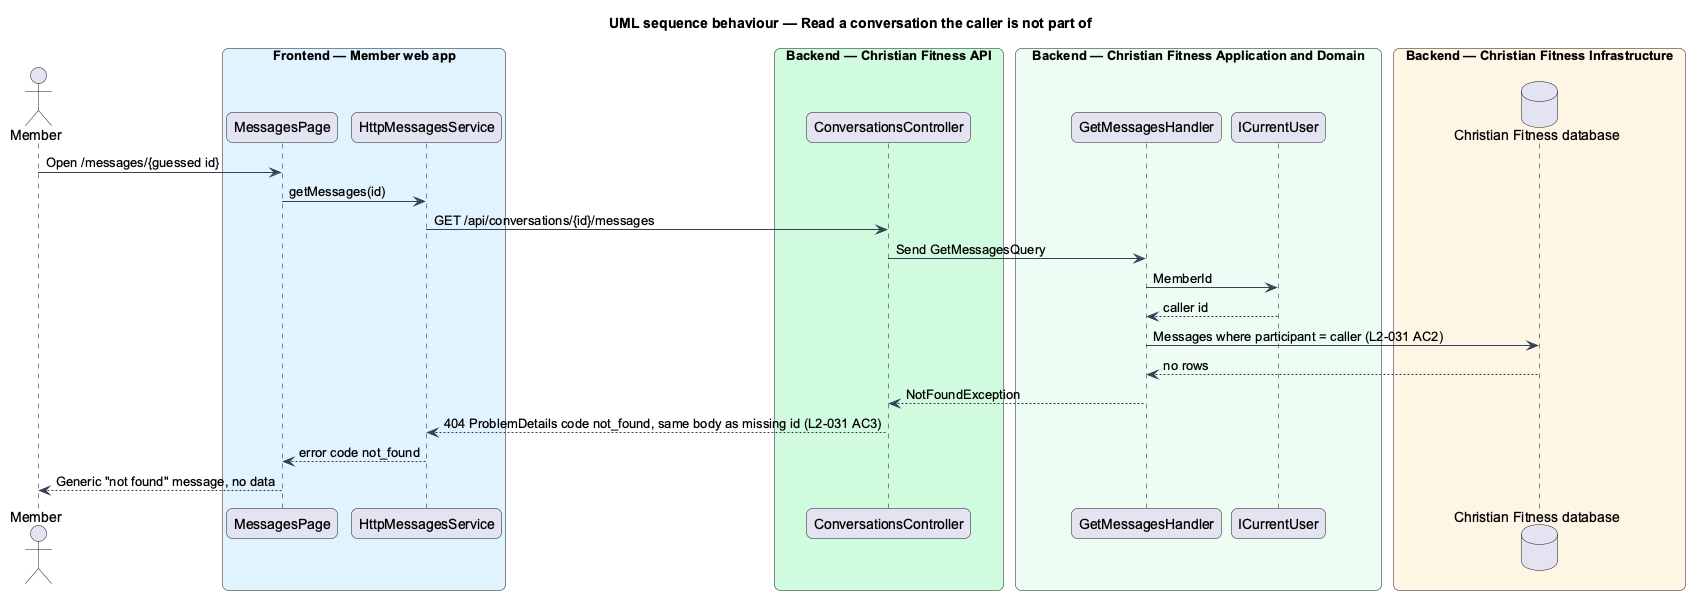 UML sequence behaviour — Read a conversation the caller is not part of
Frontend — Member web app
Backend — Christian Fitness API
Backend — Christian Fitness Application and Domain
Backend — Christian Fitness Infrastructure
Member
MessagesPage
HttpMessagesService
ConversationsController
GetMessagesHandler
ICurrentUser
Christian Fitness database
Open /messages/{guessed id}
getMessages(id)
GET /api/conversations/{id}/messages
Send GetMessagesQuery
MemberId
caller id
Messages where participant = caller (L2-031 AC2)
no rows
NotFoundException
404 ProblemDetails code not_found, same body as missing id (L2-031 AC3)
error code not_found
Generic "not found" message, no data
Member
MessagesPage
HttpMessagesService
ConversationsController
GetMessagesHandler
ICurrentUser
Christian Fitness database